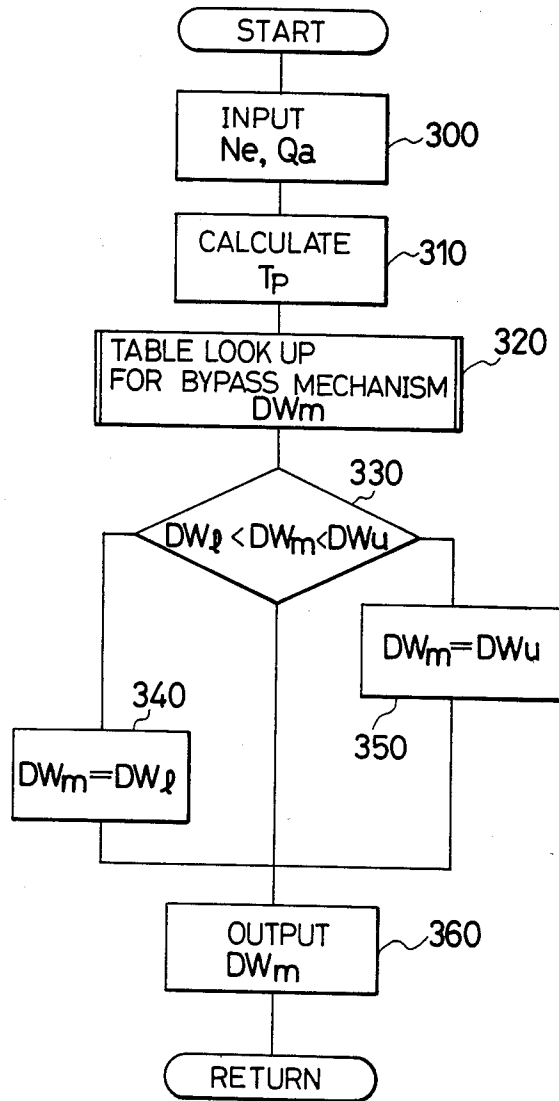 START
INPUT
Ne, Qa
300
CALCULATE
Tp
310
TABLE LOOK UP
FOR BYPASS MECHANISM
DWm
320
330
DWℓ < DWm < DWu
DWm = DWu
350
340
DWm = DWℓ
OUTPUT
DWm
360
RETURN